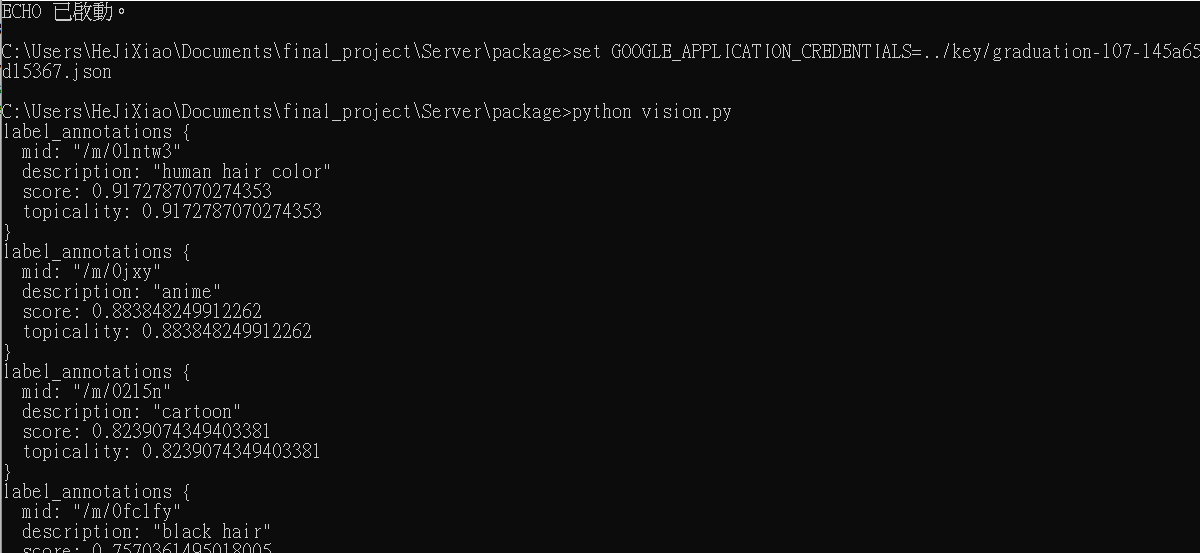 ECHO 已啟動。
C:\Users\HeJiXiao\Documents\final_project\Server\package>set GOOGLE_APPLICATION_CREDENTIALS=../key/graduation-107-145a65
d15367.json
C:\Users\HeJiXiao\Documents\final_project\Server\package>python vision.py
label_annotations {
  mid: "/m/01ntw3"
  description: "human hair color"
  score: 0.9172787070274353
  topicality: 0.9172787070274353
}
label_annotations {
  mid: "/m/0jxy"
  description: "anime"
  score: 0.883848249912262
  topicality: 0.883848249912262
}
label_annotations {
  mid: "/m/0215n"
  description: "cartoon"
  score: 0.8239074349403381
  topicality: 0.8239074349403381
}
label_annotations {
  mid: "/m/0fc1fy"
  description: "black hair"
  score: 0.7570361495018005